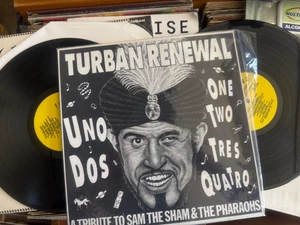 ISE
TURBAN RENEWAL
UNO
DOS
ONE
TWO
TRES
QUATRO
A TRIBUTE TO SAM THE SHAM & THE PHARAOHS